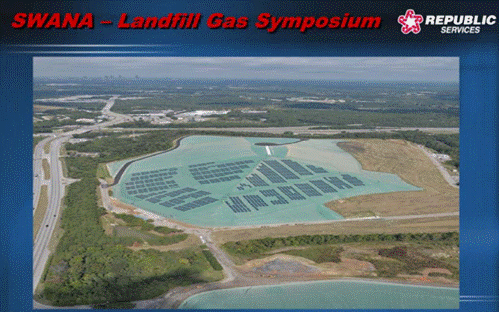 SWANA – Landfill Gas Symposium
REPUBLIC
SERVICES